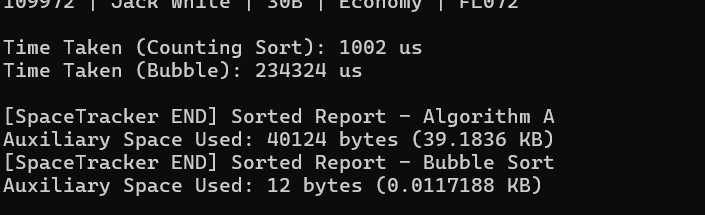 109972 | Jack White | 30B | Economy | FL072
Time Taken (Counting Sort): 1002 us
Time Taken (Bubble): 234324 us
[SpaceTracker END] Sorted Report - Algorithm A
Auxiliary Space Used: 40124 bytes (39.1836 KB)
[SpaceTracker END] Sorted Report - Bubble Sort
Auxiliary Space Used: 12 bytes (0.0117188 KB)